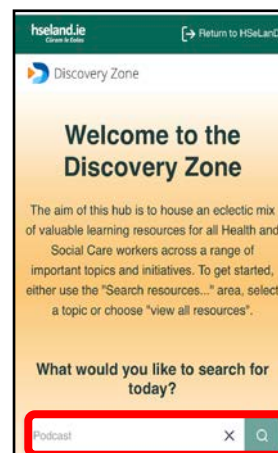 hseland.ie
Return to HSeLanD
Cúram le Eolas
Discovery Zone
Welcome to the
Discovery Zone
The aim of this hub is to house an eclectic mix
of valuable learning resources for all Health and
Social Care workers across a range of
important topics and initiatives. To get started,
either use the "Search resources..." area, select
a topic or choose "view all resources".
What would you like to search for
today?
Podcast